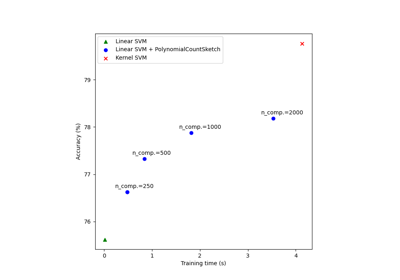 Linear SVM
Linear SVM + PolynomialCountSketch
Kernel SVM
79
n_comp.=2000
78
n_comp.=1000
n_comp.=500
77
n_comp.=250
76
Accuracy (%)
0 1 2 3 4
Training time (s)